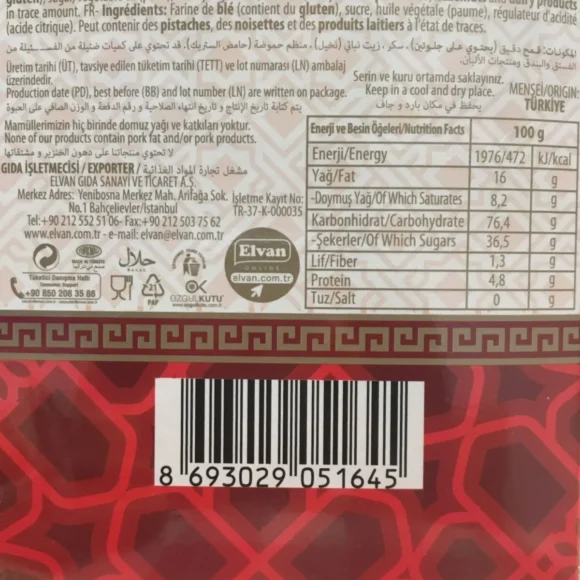 in trace amount. FR- Ingrédients: Farine de blé (contient du gluten), sucre, huile végétale (paume), régulateur d'acidité
(acide citrique). Peut contenir des pistaches, des noisettes et des produits laitiers à l'état de traces.
المكونات: قمح دقيق (يحتوي على جلوتين)، سكر، زيت نباتي (نخيل)، منظم حموضة (حامض الستريك). قد تحتوي على كميات ضئيلة من
الفستق والبندق ومنتجات الألبان.
Üretim tarihi (ÜT), tavsiye edilen tüketim tarihi (TETT) ve lot numarası (LN) ambalaj
üzerindedir.
Serin ve kuru ortamda saklayınız.
Production date (PD), best before (BB) and lot number (LN) are written on package.
Keep in a cool and dry place.
MENŞEİ/ORIGIN:
TÜRKİYE
يتم كتابة تاريخ الإنتاج و تاريخ انتهاء الصلاحية و رقم الدفعة و الوزن الصافي على العبوة
يحفظ في مكان بارد و جاف
Mamüllerimizin hiç birinde domuz yağı ve katkıları yoktur.
None of our products contain pork fat and/or pork products.
لا تحتوي منتجاتنا على دهون الخنزير و مشتقاتها
GIDA İŞLETMECİSİ / EXPORTER / مشغل تجارة المواد الغذائية
ELVAN GIDA SANAYİ VE TİCARET A.Ş.
Merkez Adres: Yenibosna Merkez Mah. Arifağa Sok.
No.1 Bahçelievler/İstanbul
Tel: +90 212 552 51 06- Fax:+90 212 503 75 62
www.elvan.com.tr - e-mail: elvan@elvan.com.tr
İşletme Kayıt No:
TR-37-K-000035
Enerji ve Besin Öğeleri/Nutrition Facts 100 g
Enerji/Energy 1976/472 kJ/kcal
Yağ/Fat 16 g
-Doymuş Yağ/Of Which Saturates 8,2 g
Karbonhidrat/Carbohydrate 76,4 g
-Şekerler/Of Which Sugars 36,5 g
Lif/Fiber 1,3 g
Protein 4,8 g
Tuz/Salt 0 g
حلال
Tüketici Danışma Hattı
+90 850 208 35 86
21
PAP
ÖZGÜLKUTU
Elvan
ONLINE
elvan.com.tr
8 693029 051645